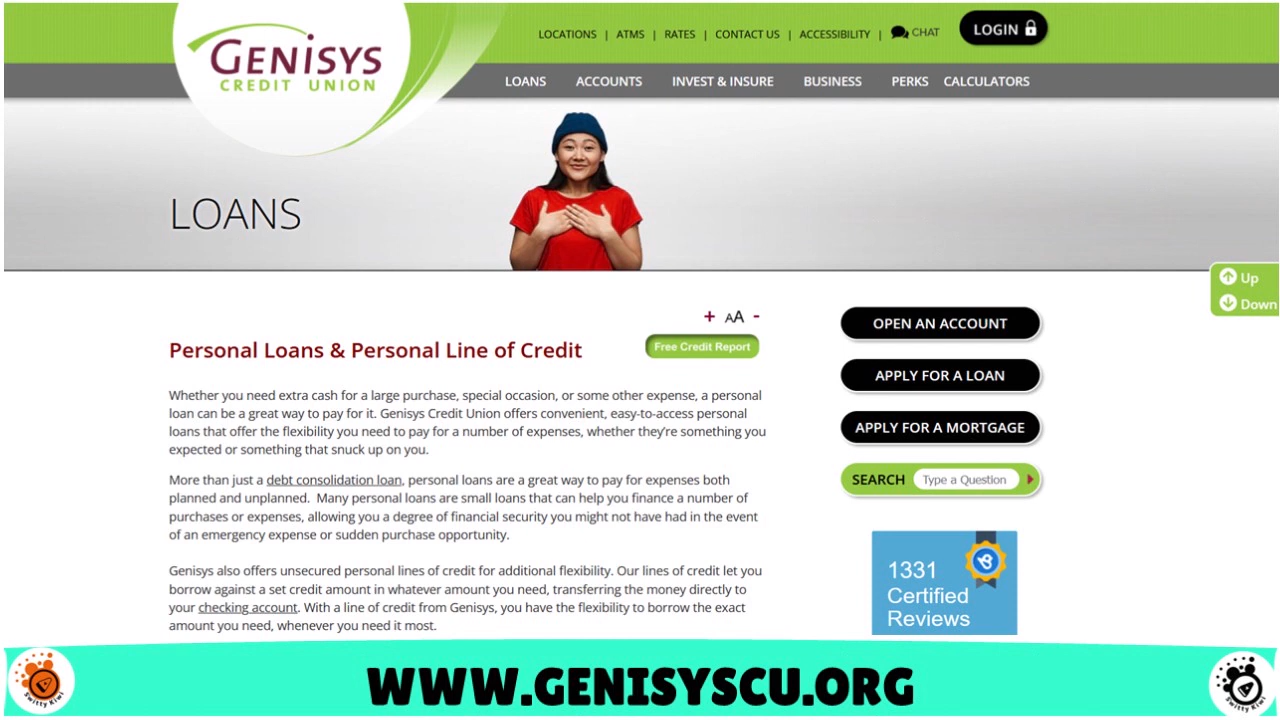 GENISYS
CREDIT UNION
LOCATIONS | ATMS | RATES | CONTACT US | ACCESSIBILITY | CHAT
LOGIN
LOANS ACCOUNTS INVEST & INSURE BUSINESS PERKS CALCULATORS
LOANS
Up
Down
+ AA -
Free Credit Report
Personal Loans & Personal Line of Credit
Whether you need extra cash for a large purchase, special occasion, or some other expense, a personal
loan can be a great way to pay for it. Genisys Credit Union offers convenient, easy-to-access personal
loans that offer the flexibility you need to pay for a number of expenses, whether they’re something you
expected or something that snuck up on you.
More than just a debt consolidation loan, personal loans are a great way to pay for expenses both
planned and unplanned. Many personal loans are small loans that can help you finance a number of
purchases or expenses, allowing you a degree of financial security you might not have had in the event
of an emergency expense or sudden purchase opportunity.
Genisys also offers unsecured personal lines of credit for additional flexibility. Our lines of credit let you
borrow against a set credit amount in whatever amount you need, transferring the money directly to
your checking account. With a line of credit from Genisys, you have the flexibility to borrow the exact
amount you need, whenever you need it most.
OPEN AN ACCOUNT
APPLY FOR A LOAN
APPLY FOR A MORTGAGE
SEARCH Type a Question
1331
Certified
Reviews
Switty Kiwi
WWW.GENISYSCU.ORG
Switty Kiwi